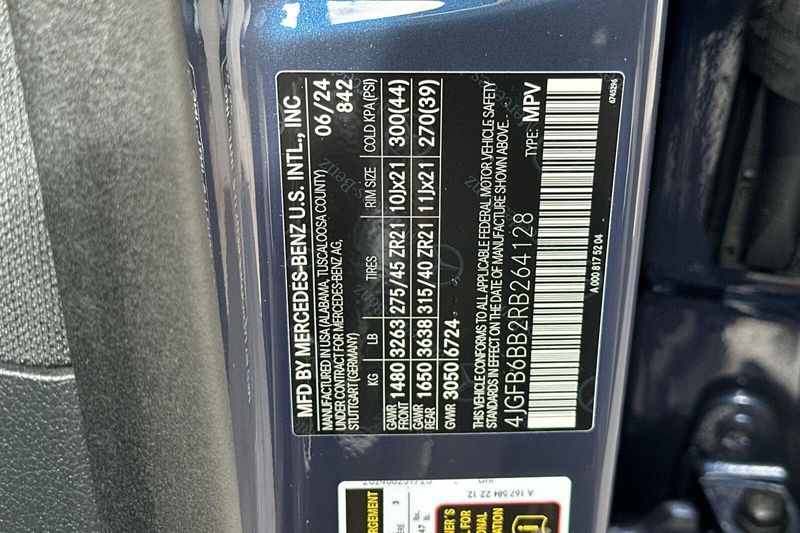 MFD BY MERCEDES-BENZ U.S. INTL., INC
MANUFACTURED IN USA (ALABAMA, TUSCALOOSA COUNTY)
UNDER CONTRACT FOR MERCEDES-BENZ AG,
STUTTGART (GERMANY)
06/24
842
KG LB TIRES RIM SIZE COLD KPA (PSI)
GAWR FRONT 1480 3263 275/45 ZR21 10Jx21 300(44)
GAWR REAR 1650 3638 315/40 ZR21 11Jx21 270(39)
GVWR 3050/6724
THIS VEHICLE CONFORMS TO ALL APPLICABLE FEDERAL MOTOR VEHICLE SAFETY
STANDARDS IN EFFECT ON THE DATE OF MANUFACTURE SHOWN ABOVE.
4JGFB6BB2RB264128
TYPE: MPV
A 000 817 52 04
6745296
A 167 584 22 12